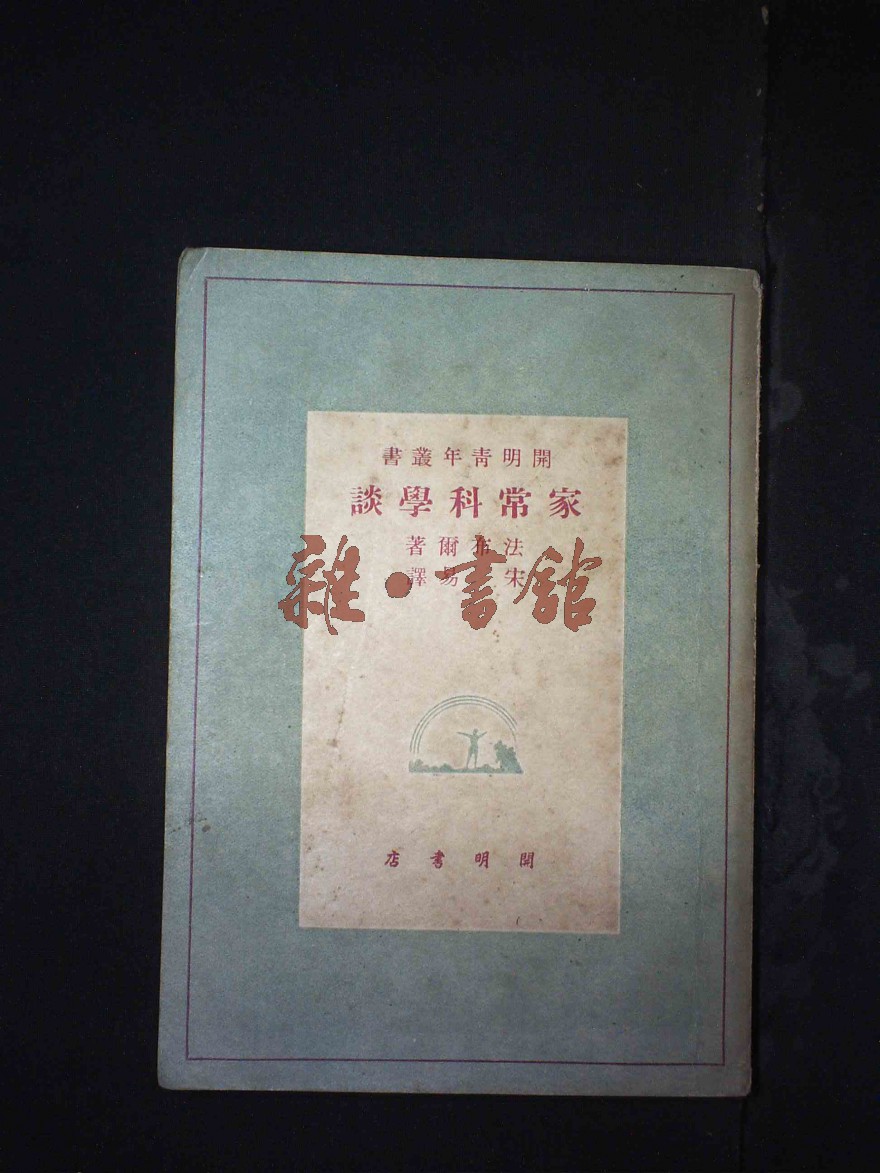 開明青年叢書
家常科學談
法布爾著
宋易譯
開明書店
雜·書館